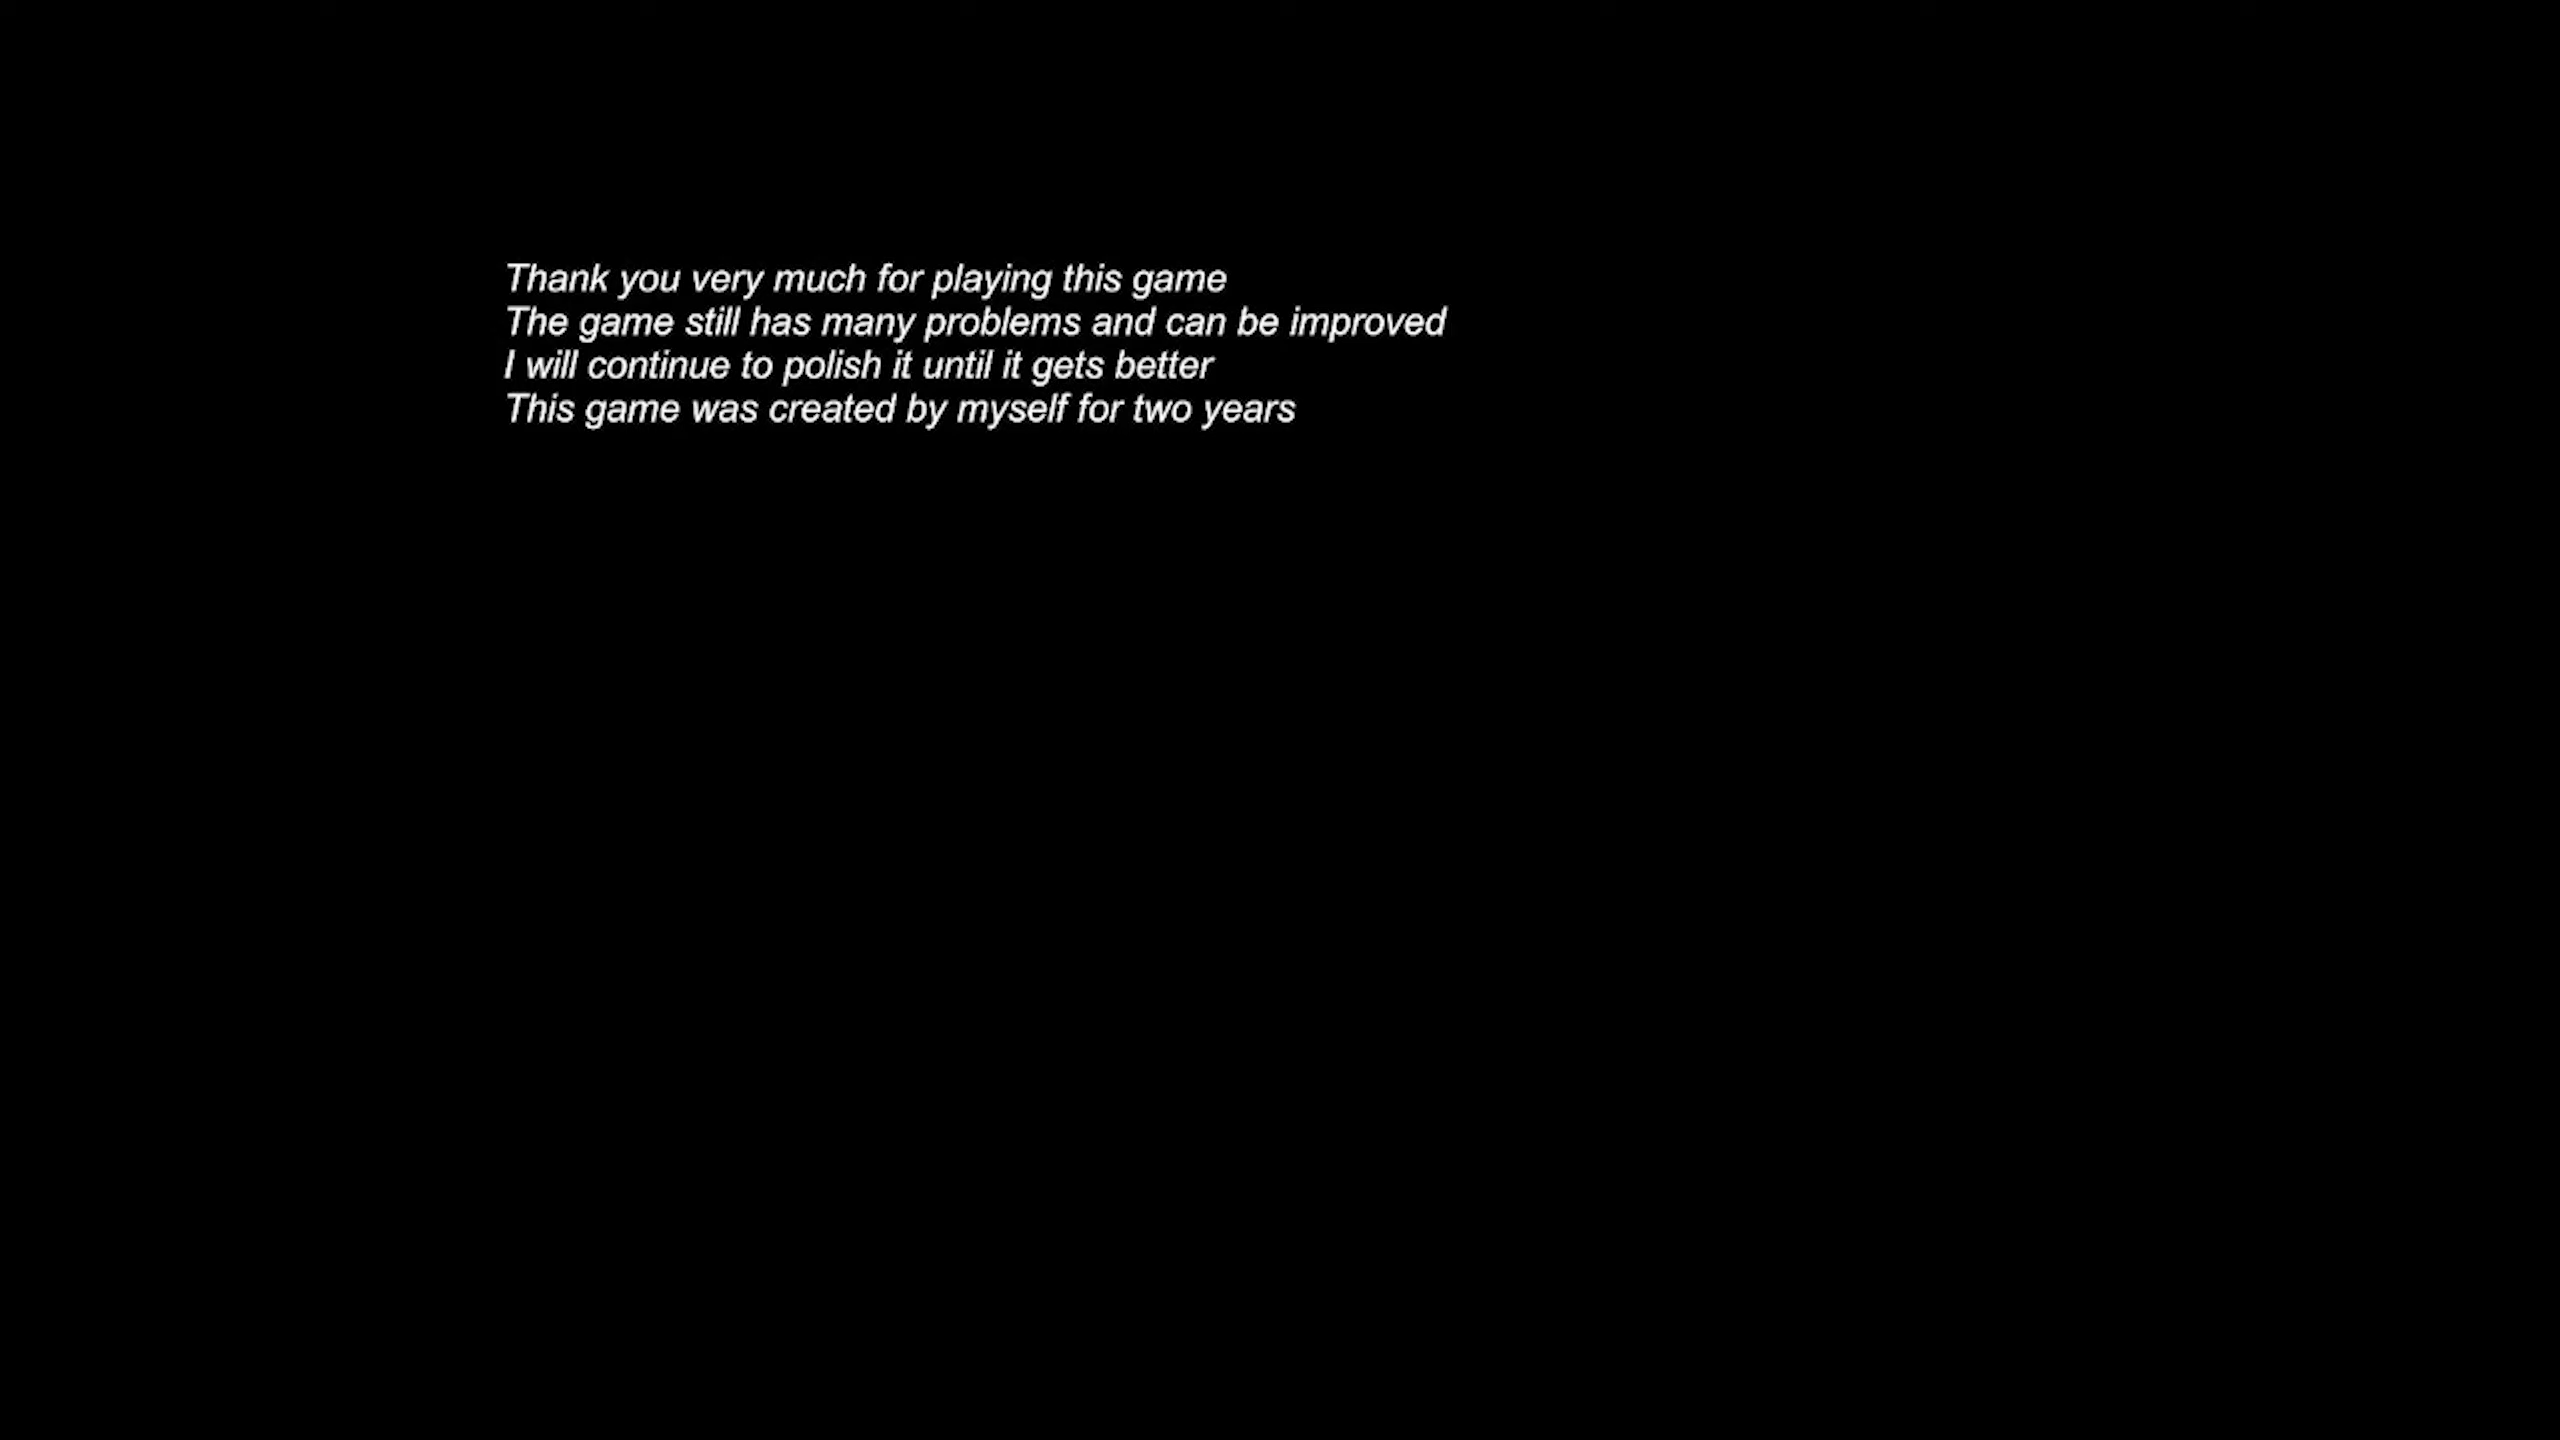 Thank you very much for playing this game
The game still has many problems and can be improved
I will continue to polish it until it gets better
This game was created by myself for two years